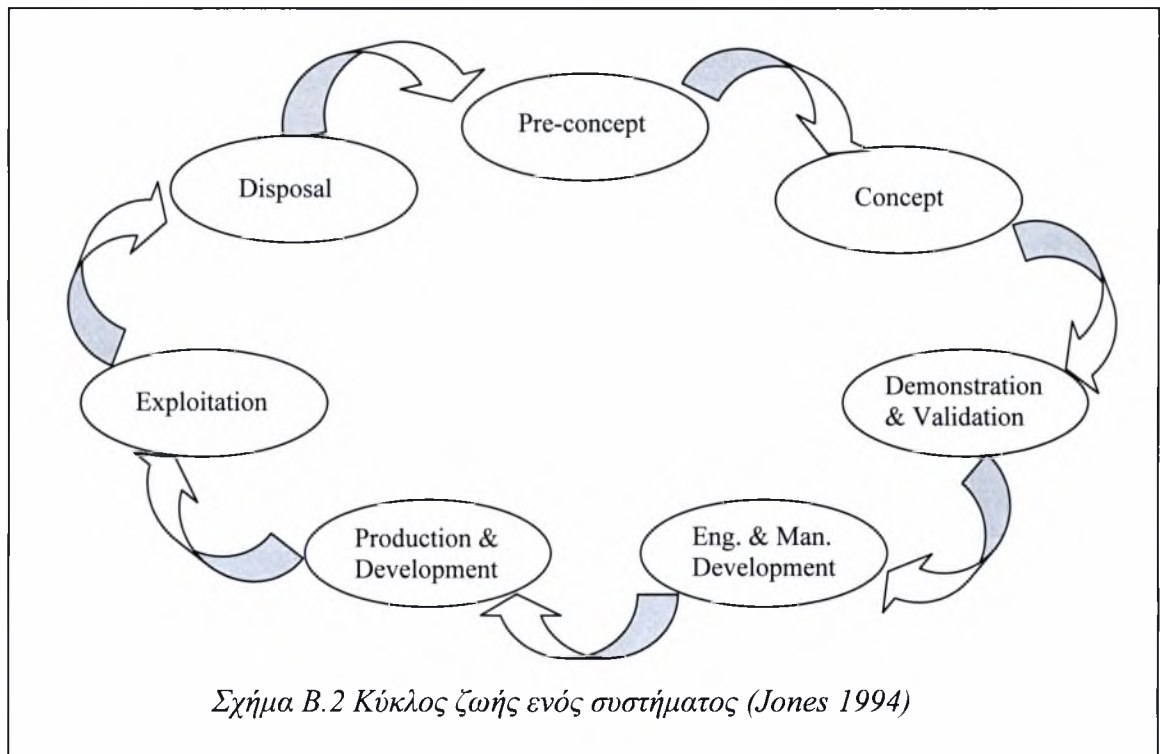 Pre-concept
Concept
Demonstration
& Validation
Eng. & Man.
Development
Production &
Development
Exploitation
Disposal
Σχήμα Β.2 Κύκλος ζωής ενός συστήματος (Jones 1994)